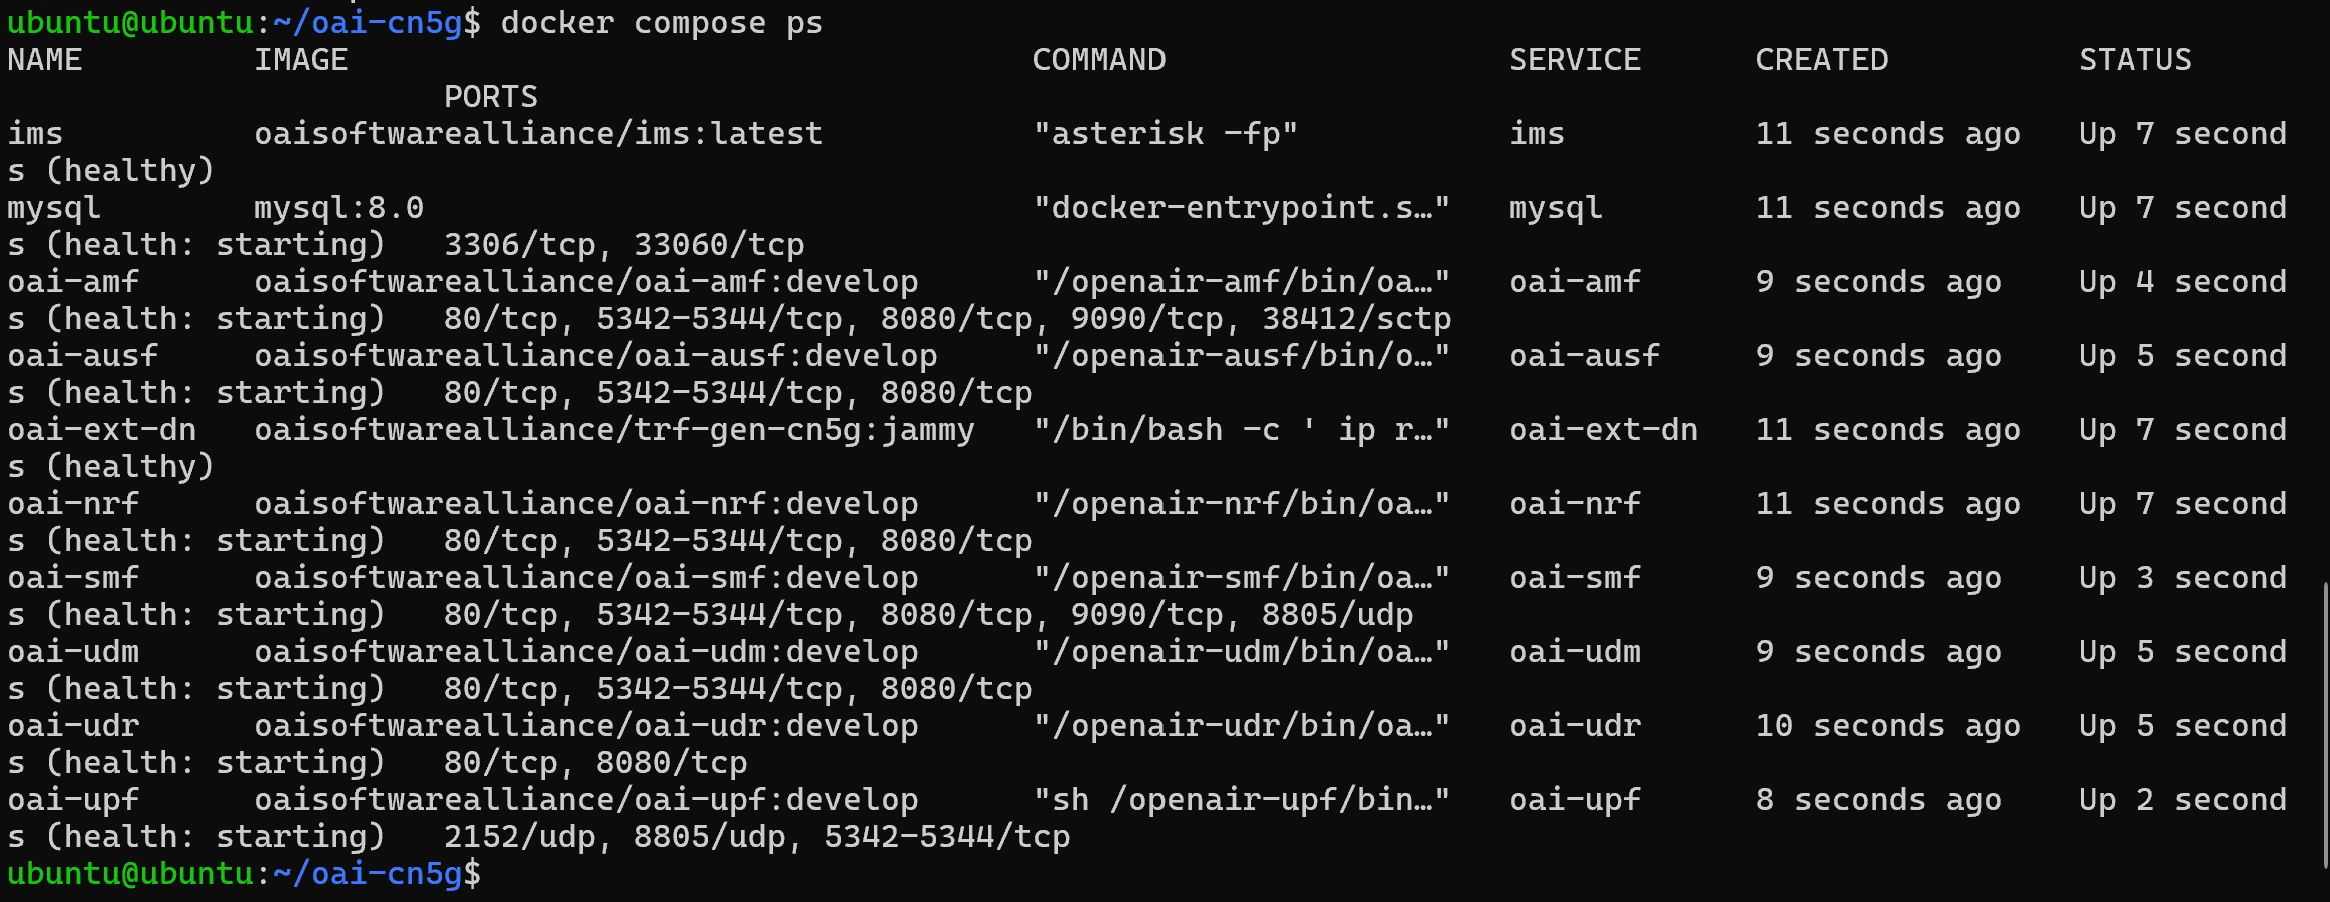 ubuntu@ubuntu:~/oai-cn5g$ docker compose ps
NAME         IMAGE                                    COMMAND                  SERVICE      CREATED          STATUS
                       PORTS
ims          oaisoftwarealliance/ims:latest           "asterisk -fp"           ims          11 seconds ago   Up 7 second
s (healthy)
mysql        mysql:8.0                                "docker-entrypoint.s…"   mysql        11 seconds ago   Up 7 second
s (health: starting)   3306/tcp, 33060/tcp
oai-amf      oaisoftwarealliance/oai-amf:develop      "/openair-amf/bin/oa…"   oai-amf      9 seconds ago    Up 4 second
s (health: starting)   80/tcp, 5342-5344/tcp, 8080/tcp, 9090/tcp, 38412/sctp
oai-ausf     oaisoftwarealliance/oai-ausf:develop     "/openair-ausf/bin/o…"   oai-ausf     9 seconds ago    Up 5 second
s (health: starting)   80/tcp, 5342-5344/tcp, 8080/tcp
oai-ext-dn   oaisoftwarealliance/trf-gen-cn5g:jammy   "/bin/bash -c ' ip r…"   oai-ext-dn   11 seconds ago   Up 7 second
s (healthy)
oai-nrf      oaisoftwarealliance/oai-nrf:develop      "/openair-nrf/bin/oa…"   oai-nrf      11 seconds ago   Up 7 second
s (health: starting)   80/tcp, 5342-5344/tcp, 8080/tcp
oai-smf      oaisoftwarealliance/oai-smf:develop      "/openair-smf/bin/oa…"   oai-smf      9 seconds ago    Up 3 second
s (health: starting)   80/tcp, 5342-5344/tcp, 8080/tcp, 9090/tcp, 8805/udp
oai-udm      oaisoftwarealliance/oai-udm:develop      "/openair-udm/bin/oa…"   oai-udm      9 seconds ago    Up 5 second
s (health: starting)   80/tcp, 5342-5344/tcp, 8080/tcp
oai-udr      oaisoftwarealliance/oai-udr:develop      "/openair-udr/bin/oa…"   oai-udr      10 seconds ago   Up 5 second
s (health: starting)   80/tcp, 8080/tcp
oai-upf      oaisoftwarealliance/oai-upf:develop      "sh /openair-upf/bin…"   oai-upf      8 seconds ago    Up 2 second
s (health: starting)   2152/udp, 8805/udp, 5342-5344/tcp
ubuntu@ubuntu:~/oai-cn5g$